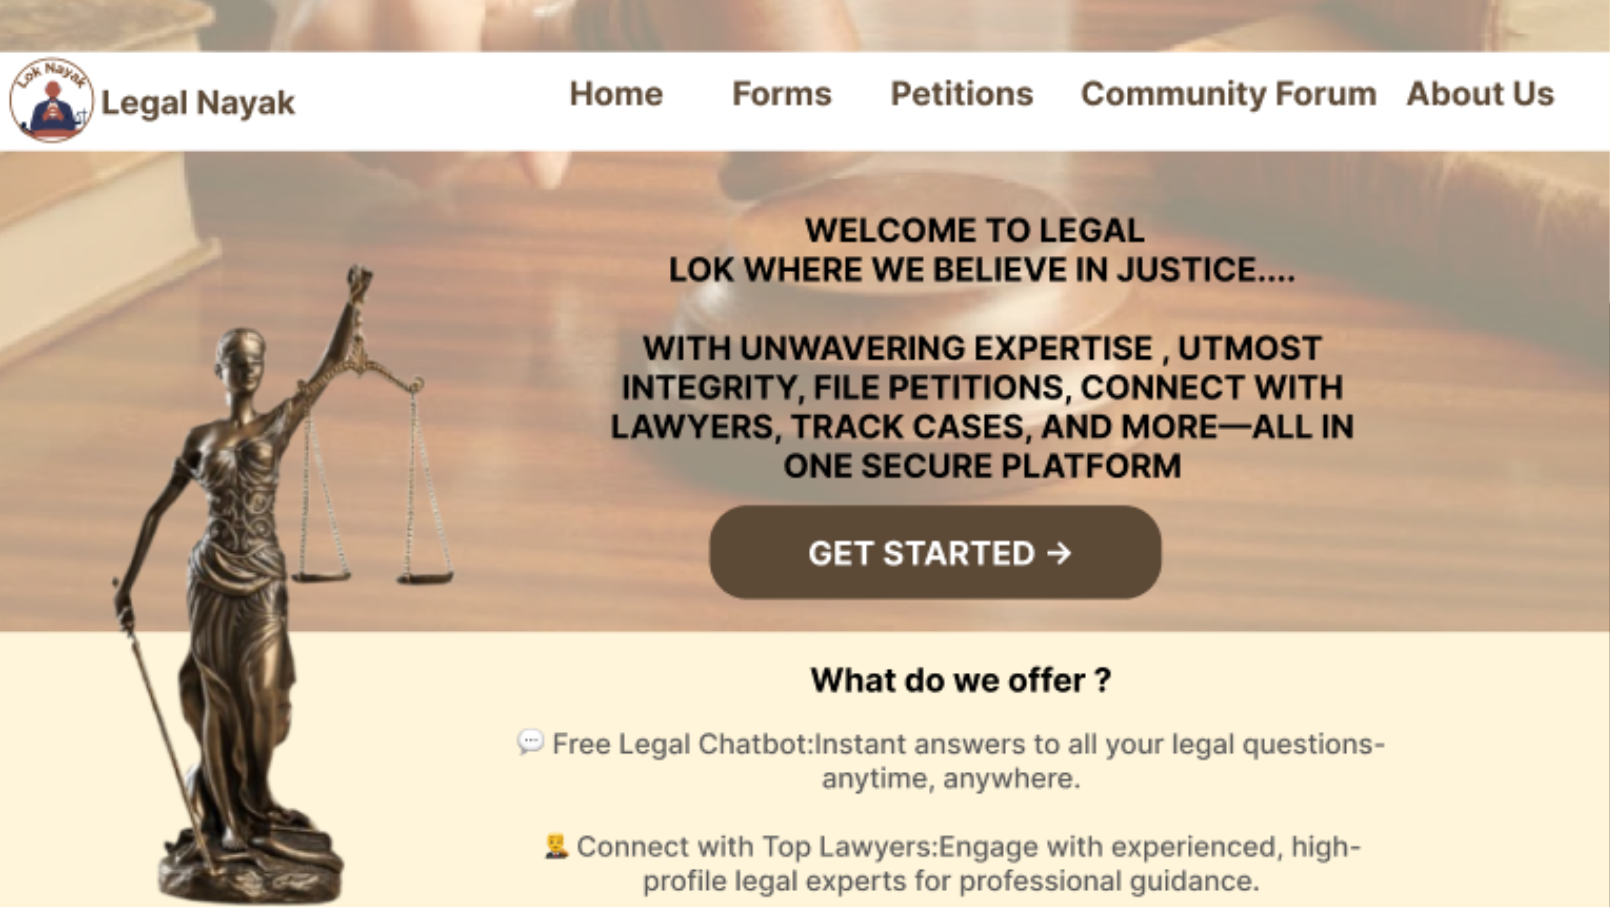 Lok Nayak
Legal Nayak
Home Forms Petitions Community Forum About Us
WELCOME TO LEGAL
LOK WHERE WE BELIEVE IN JUSTICE....
WITH UNWAVERING EXPERTISE , UTMOST
INTEGRITY, FILE PETITIONS, CONNECT WITH
LAWYERS, TRACK CASES, AND MORE—ALL IN
ONE SECURE PLATFORM
GET STARTED →
What do we offer ?
💬 Free Legal Chatbot:Instant answers to all your legal questions-
anytime, anywhere.
Connect with Top Lawyers:Engage with experienced, high-
profile legal experts for professional guidance.